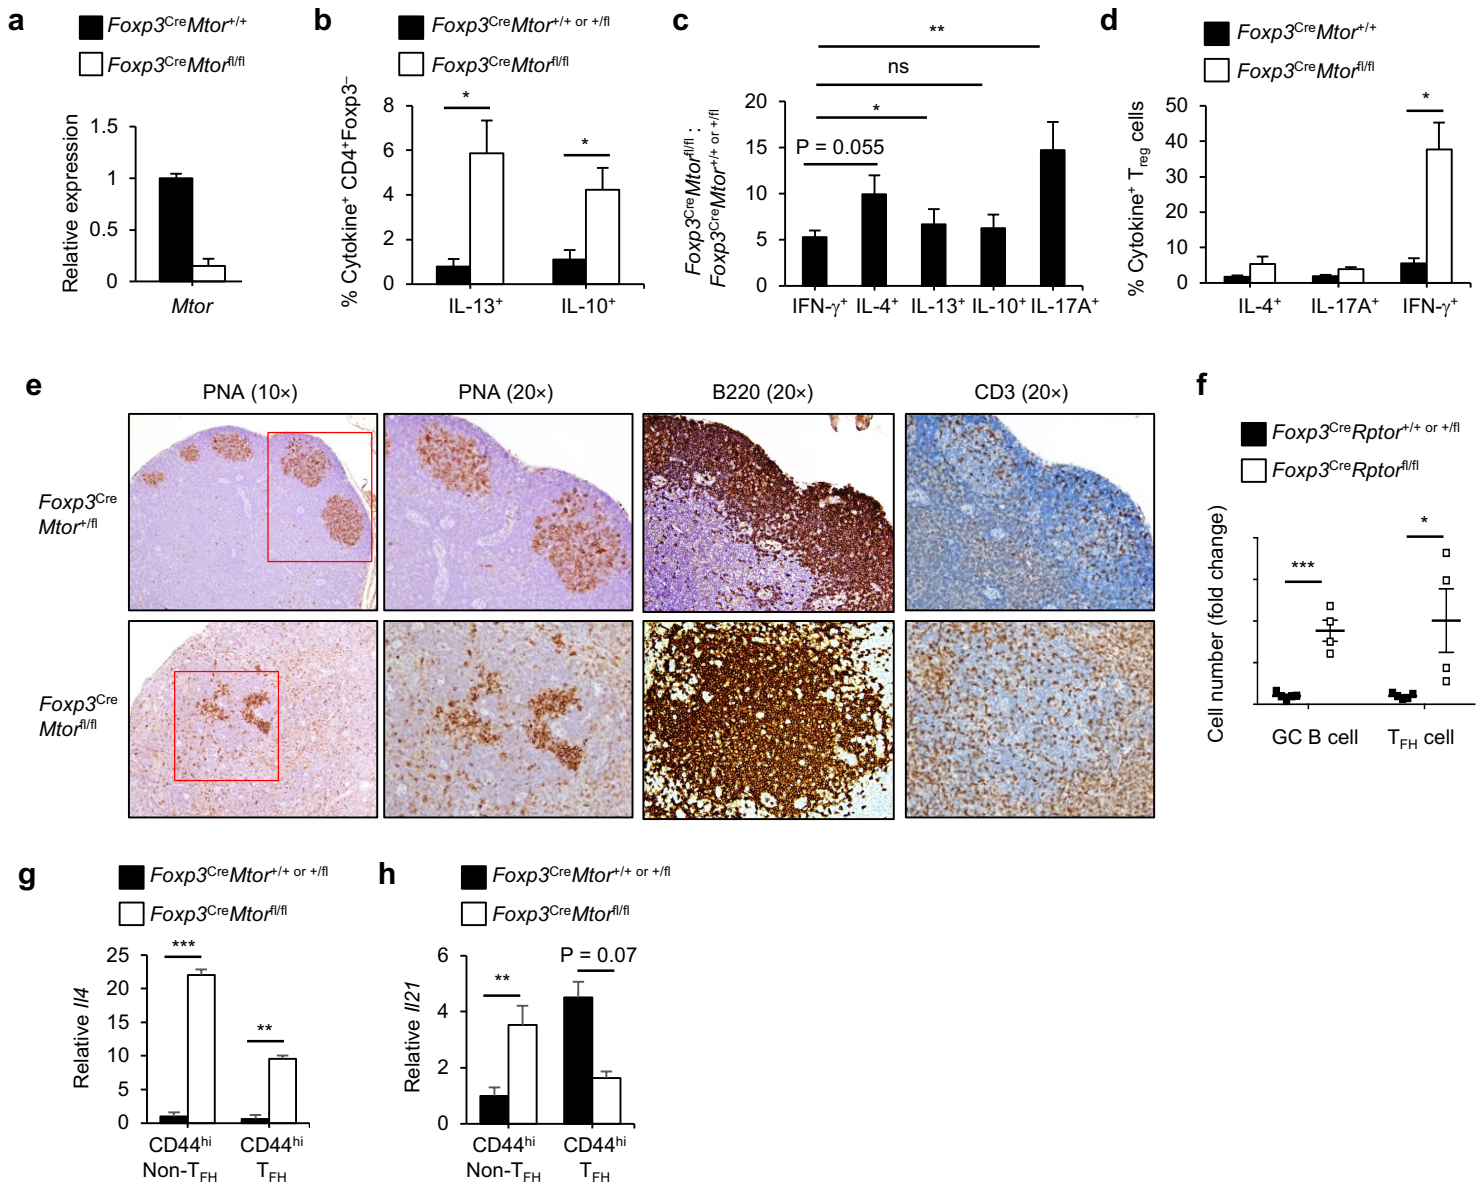 a
Foxp3CreMtor+/+
Foxp3CreMtorfl/fl
Relative expression
1.5
1
0.5
0
Mtor
b
Foxp3CreMtor+/+ or +/fl
Foxp3CreMtorfl/fl
% Cytokine+ CD4+Foxp3–
8
6
4
2
0
*
*
IL-13+
IL-10+
c
Foxp3CreMtorfl/fl :
Foxp3CreMtor+/+ or +/fl
20
15
10
5
0
**
ns
*
P = 0.055
IFN-γ+ IL-4+ IL-13+ IL-10+ IL-17A+
d
Foxp3CreMtor+/+
Foxp3CreMtorfl/fl
% Cytokine+ Treg cells
50
40
30
20
10
0
*
IL-4+ IL-17A+ IFN-γ+
e
PNA (10×) PNA (20×) B220 (20×) CD3 (20×)
Foxp3Cre
Mtor+/fl
Foxp3Cre
Mtorfl/fl
f
Foxp3CreRptor+/+ or +/fl
Foxp3CreRptorfl/fl
Cell number (fold change)
***
*
GC B cell TFH cell
g
Foxp3CreMtor+/+ or +/fl
Foxp3CreMtorfl/fl
Relative Il4
25
20
15
10
5
0
***
**
CD44hi CD44hi
Non-TFH TFH
h
Foxp3CreMtor+/+ or +/fl
Foxp3CreMtorfl/fl
Relative Il21
6
4
2
0
**
P = 0.07
CD44hi CD44hi
Non-TFH TFH